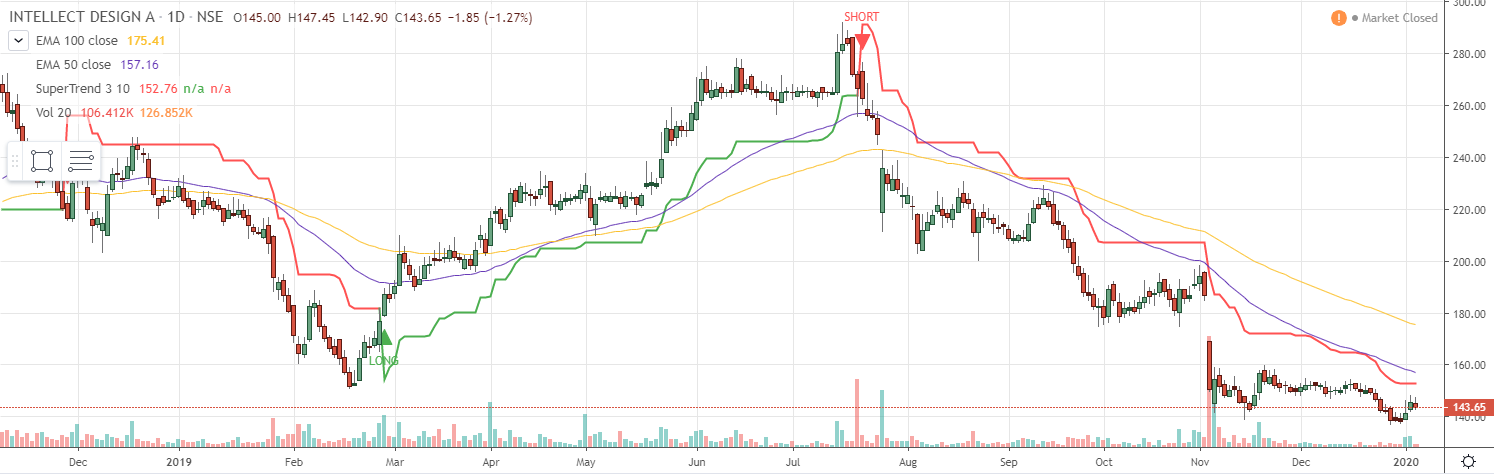 INTELLECT DESIGN A · 1D · NSE O145.00 H147.45 L142.90 C143.65 −1.85 (−1.27%)
EMA 100 close 175.41
EMA 50 close 157.16
SuperTrend 3 10 152.76 n/a n/a
Vol 20 106.412K 126.852K
SHORT
! Market Closed
LONG
300.00
280.00
260.00
240.00
220.00
200.00
180.00
160.00
143.65
140.00
Dec 2019 Feb Mar Apr May Jun Jul Aug Sep Oct Nov Dec 2020